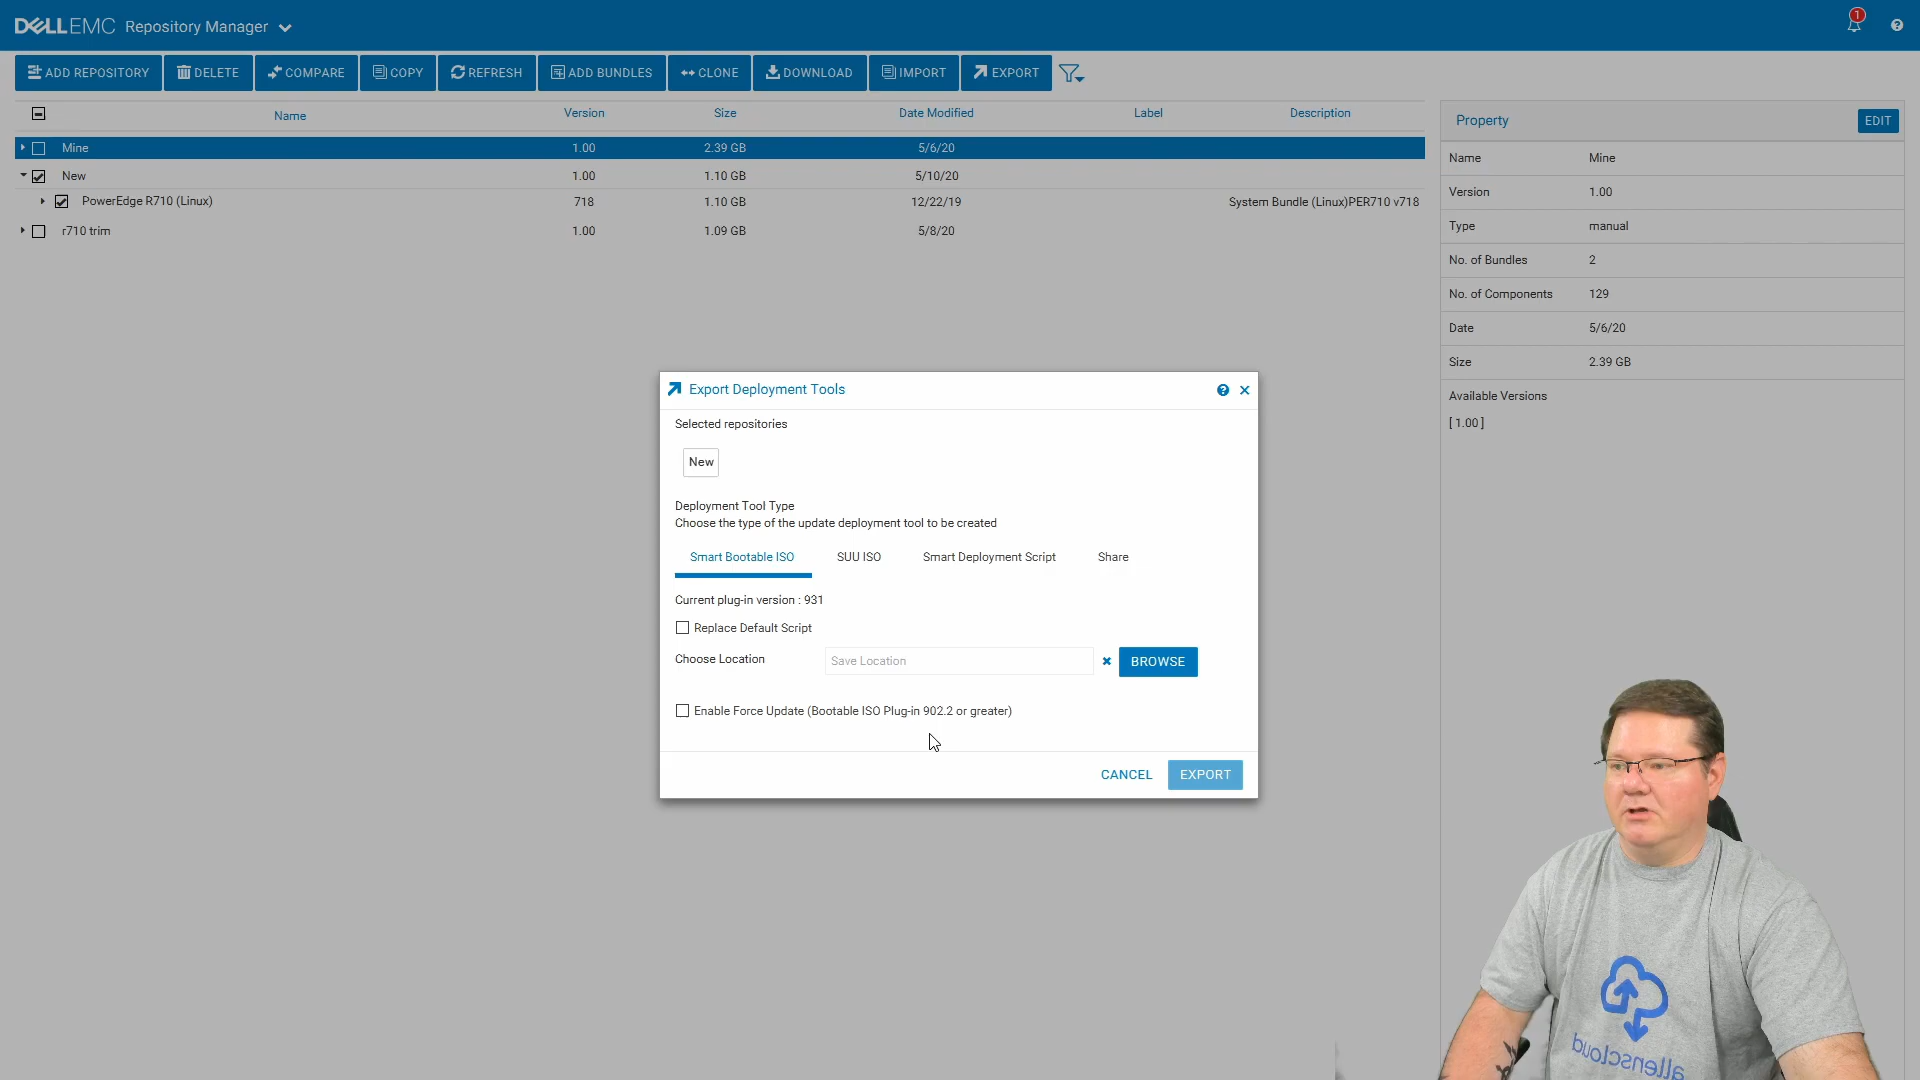 DELLEMC Repository Manager
1
ADD REPOSITORY DELETE COMPARE COPY REFRESH ADD BUNDLES CLONE DOWNLOAD IMPORT EXPORT
Name Version Size Date Modified Label Description
Mine 1.00 2.39 GB 5/6/20
New 1.00 1.10 GB 5/10/20
PowerEdge R710 (Linux) 718 1.10 GB 12/22/19 System Bundle (Linux)PER710 v718
r710 trim 1.00 1.09 GB 5/8/20
Property EDIT
Name Mine
Version 1.00
Type manual
No. of Bundles 2
No. of Components 129
Date 5/6/20
Size 2.39 GB
Available Versions
[ 1.00 ]
Export Deployment Tools
Selected repositories
New
Deployment Tool Type
Choose the type of the update deployment tool to be created
Smart Bootable ISO SUU ISO Smart Deployment Script Share
Current plug-in version : 931
Replace Default Script
Choose Location Save Location BROWSE
Enable Force Update (Bootable ISO Plug-in 902.2 or greater)
CANCEL EXPORT
allenscloud